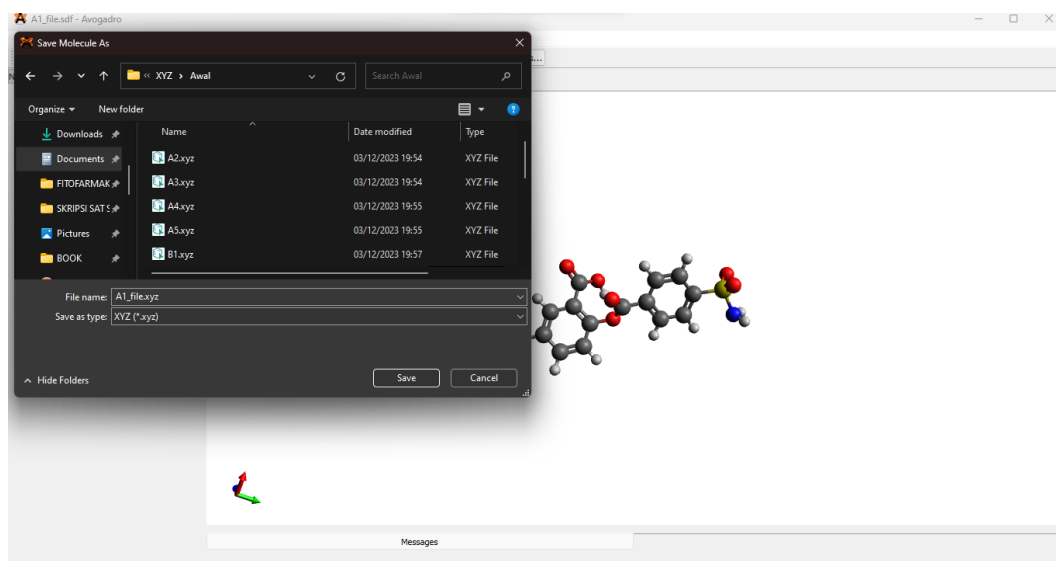 A1_file.sdf - Avogadro
Save Molecule As
« XYZ › Awal
Search Awal
Organize
New folder
Name
Date modified
Type
Downloads
Documents
FITOFARMAK
SKRIPSI SAT S
Pictures
BOOK
A2.xyz
03/12/2023 19:54
XYZ File
A3.xyz
03/12/2023 19:54
XYZ File
A4.xyz
03/12/2023 19:55
XYZ File
A5.xyz
03/12/2023 19:55
XYZ File
B1.xyz
03/12/2023 19:57
XYZ File
File name: A1_file.xyz
Save as type: XYZ (*.xyz)
Hide Folders
Save
Cancel
Messages